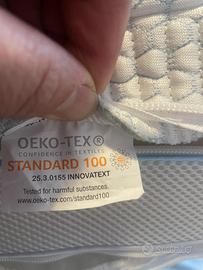 OEKO-TEX®
CONFIDENCE IN TEXTILES
STANDARD 100
25.3.0155 INNOVATEXT
Tested for harmful substances.
www.oeko-tex.com/standard100
subito